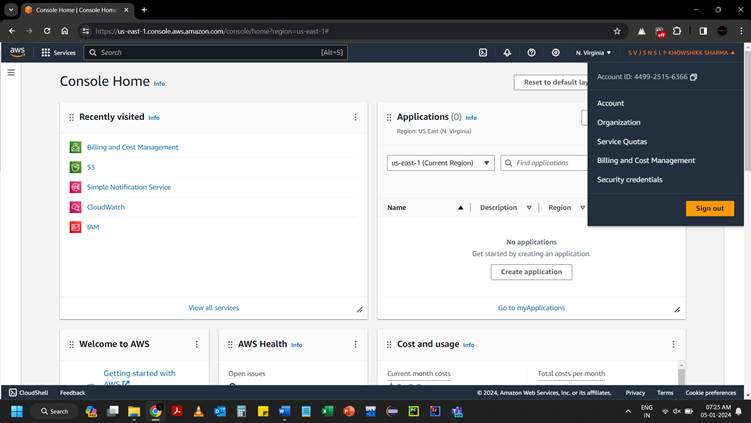 Console Home
https://us-east-1.console.aws.amazon.com/console/home?region=us-east-1#
off
aws
Services
Search
[Alt+S]
N. Virginia
S V J S N S L P KHOWSHIKK SHARMA
Account ID: 4499-2515-6366
Account
Organization
Service Quotas
Billing and Cost Management
Security credentials
Sign out
Console Home Info
Reset to default lay
Recently visited Info
Billing and Cost Management
S3
Simple Notification Service
CloudWatch
IAM
View all services
Applications (0) Info
Region: US East (N. Virginia)
us-east-1 (Current Region)
Find applications
Name
Description
Region
No applications
Get started by creating an application.
Create application
Go to myApplications
Welcome to AWS
Getting started with
AWS
AWS Health Info
Open issues
Cost and usage Info
Current month costs
Total costs per month
CloudShell
Feedback
© 2024, Amazon Web Services, Inc. or its affiliates.
Privacy
Terms
Cookie preferences
Search
ENG
IN
07:25 AM
05-01-2024